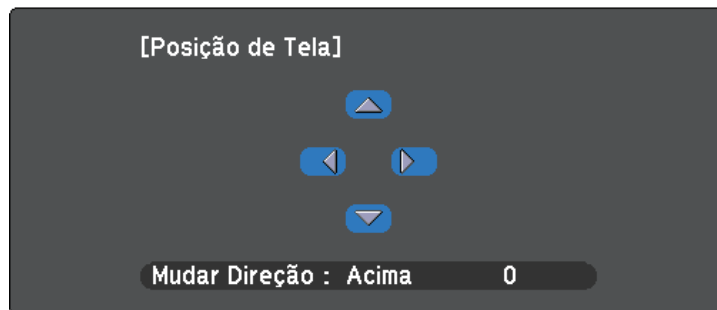 [Posição de Tela]
Mudar Direção : Acima 0